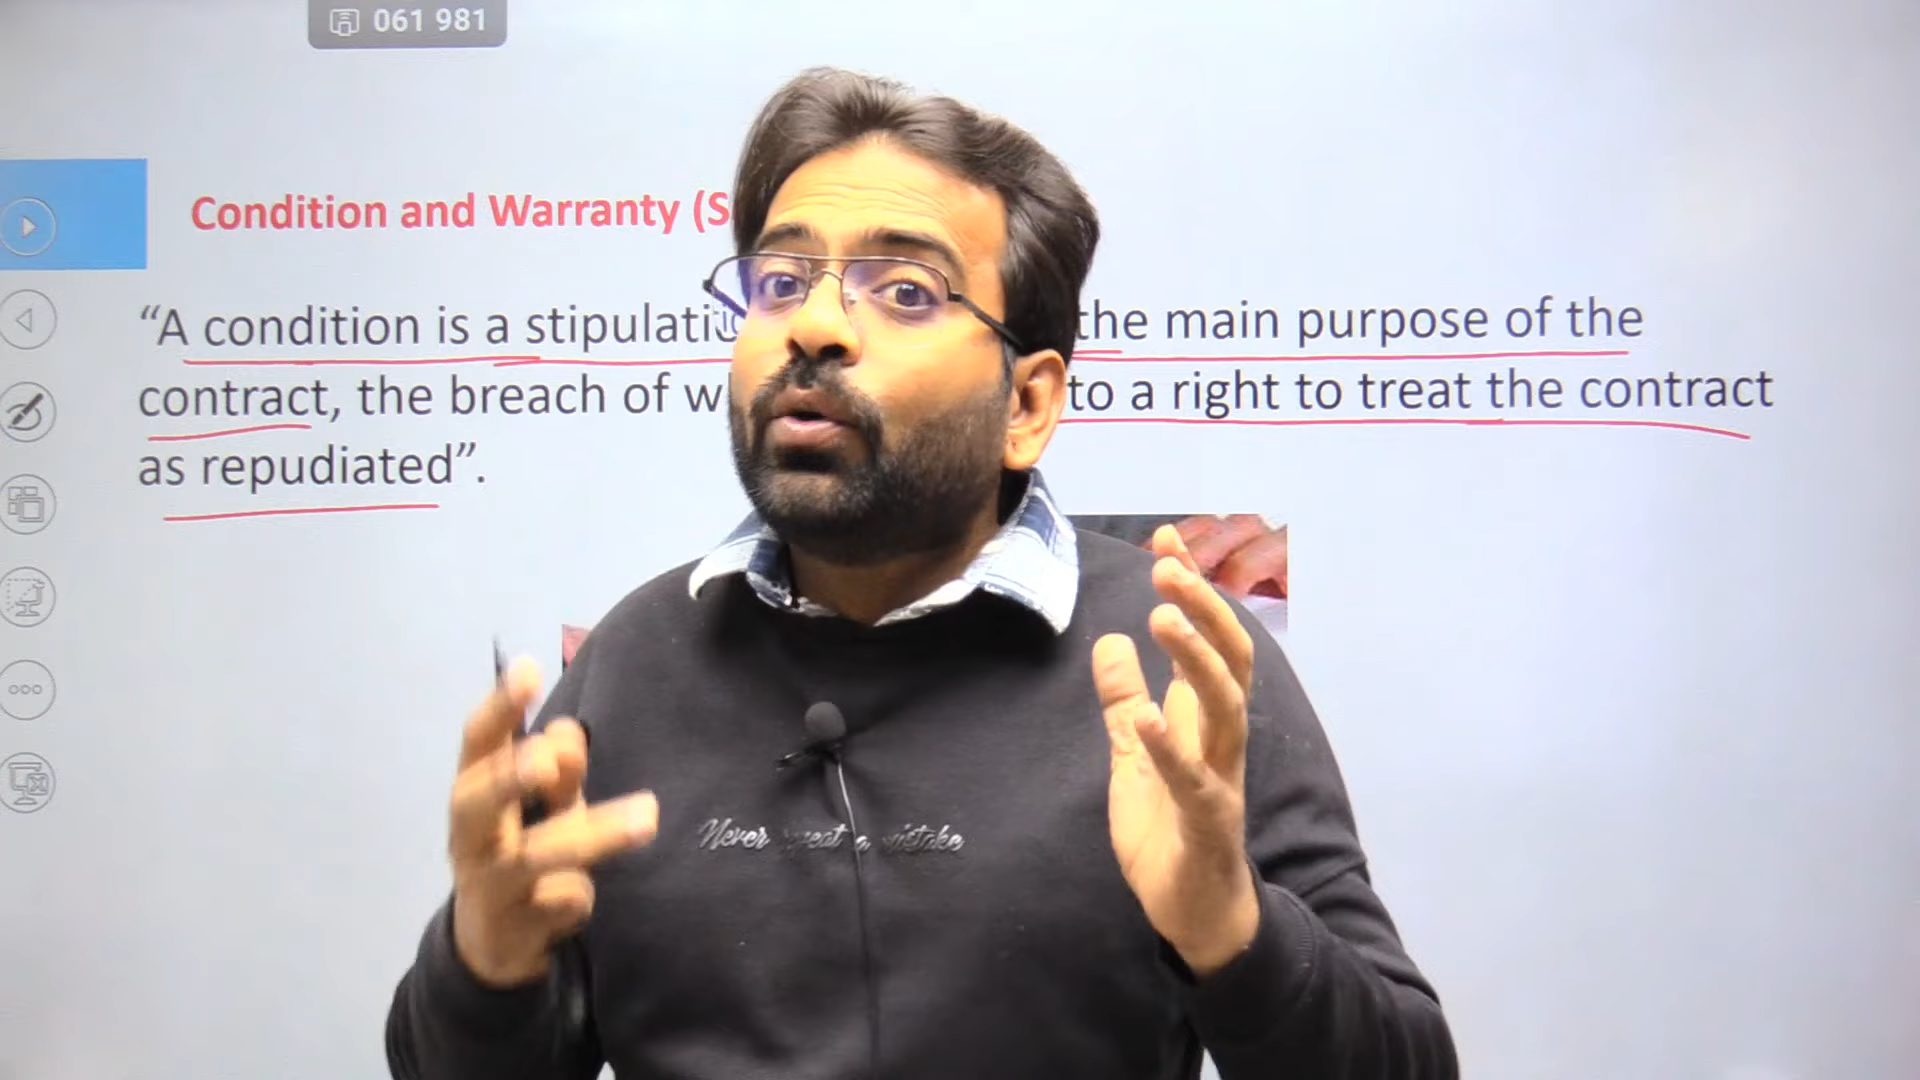 061 981
Condition and Warranty (S
“A condition is a stipulati the main purpose of the
contract, the breach of w to a right to treat the contract
as repudiated”.
Never a